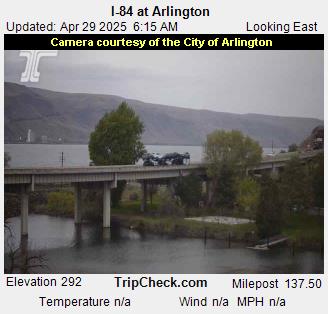 I-84 at Arlington
Updated: Apr 29 2025 6:15 AM Looking East
Camera courtesy of the City of Arlington
Elevation 292 TripCheck.com Milepost 137.50
Temperature n/a Wind n/a MPH n/a